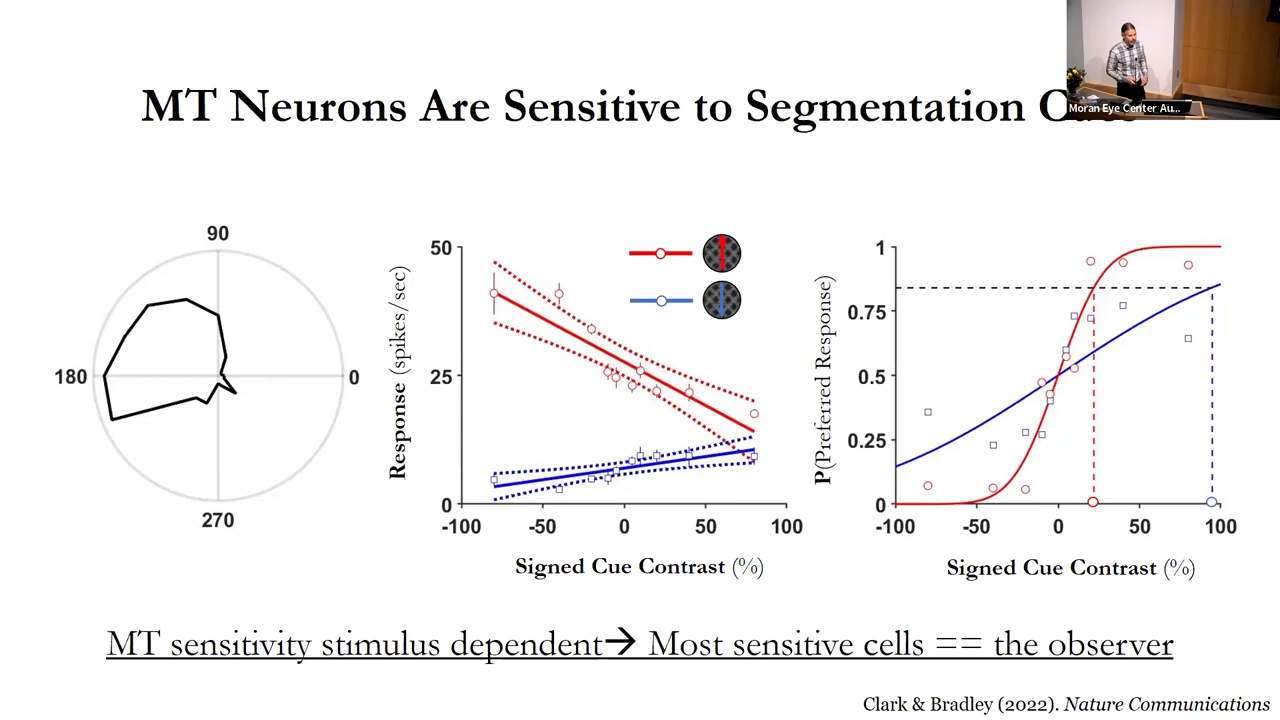 MT Neurons Are Sensitive to Segmentation
Moran Eye Center Au...
90
180
0
270
Response (spikes/sec)
50
25
0
-100 -50 0 50 100
Signed Cue Contrast (%)
P(Preferred Response)
1
0.75
0.5
0.25
0
-100 -50 0 50 100
Signed Cue Contrast (%)
MT sensitivity stimulus dependent→ Most sensitive cells == the observer
Clark & Bradley (2022). Nature Communications